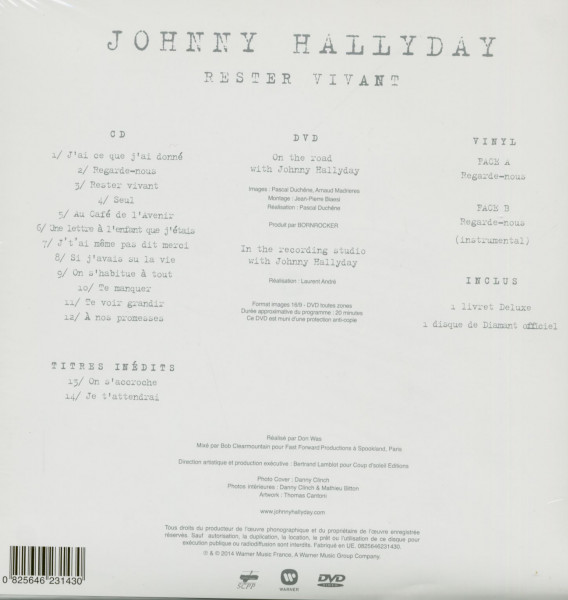 JOHNNY HALLYDAY
RESTER VIVANT
CD
1/ J'ai ce que j'ai donné
2/ Regarde-nous
3/ Rester vivant
4/ Seul
5/ Au Café de l'Avenir
6/ Une lettre à l'enfant que j'étais
7/ J't'ai même pas dit merci
8/ Si j'avais su la vie
9/ On s'habitue à tout
10/ Te manquer
11/ Te voir grandir
12/ À nos promesses
TITRES INÉDITS
13/ On s'accroche
14/ Je t'attendrai
DVD
On the road
with Johnny Hallyday
Images : Pascal Duchêne, Arnaud Madrieres
Montage : Jean-Pierre Biaesi
Réalisation : Pascal Duchêne
Produit par BORNROCKER
In the recording studio
with Johnny Hallyday
Réalisation : Laurent André
Format images 16/9 - DVD toutes zones
Durée approximative du programme : 20 minutes
Ce DVD est muni d'une protection anti-copie
VINYL
FACE A
Regarde-nous
FACE B
Regarde-nous
(instrumental)
INCLUS
1 livret Deluxe
1 disque de Diamant officiel
Réalisé par Don Was
Mixé par Bob Clearmountain pour Fast Forward Productions à Spookland, Paris
Direction artistique et production exécutive : Bertrand Lamblot pour Coup d'soleil Editions
Photo Cover : Danny Clinch
Photos intérieures : Danny Clinch & Mathieu Bitton
Artwork : Thomas Caritoni
www.johnnyhallyday.com
Tous droits du producteur de l'œuvre phonographique et du propriétaire de l'œuvre enregistrée
réservés. Sauf autorisation, la duplication, la location, le prêt ou l'utilisation de ce disque pour
exécution publique ou radiodiffusion sont interdits. Fabriqué en UE. 0825646231430.
℗ & © 2014 Warner Music France, A Warner Music Group Company.
0 825646 231430
SCPP
WARNER
DVD
VIDEO